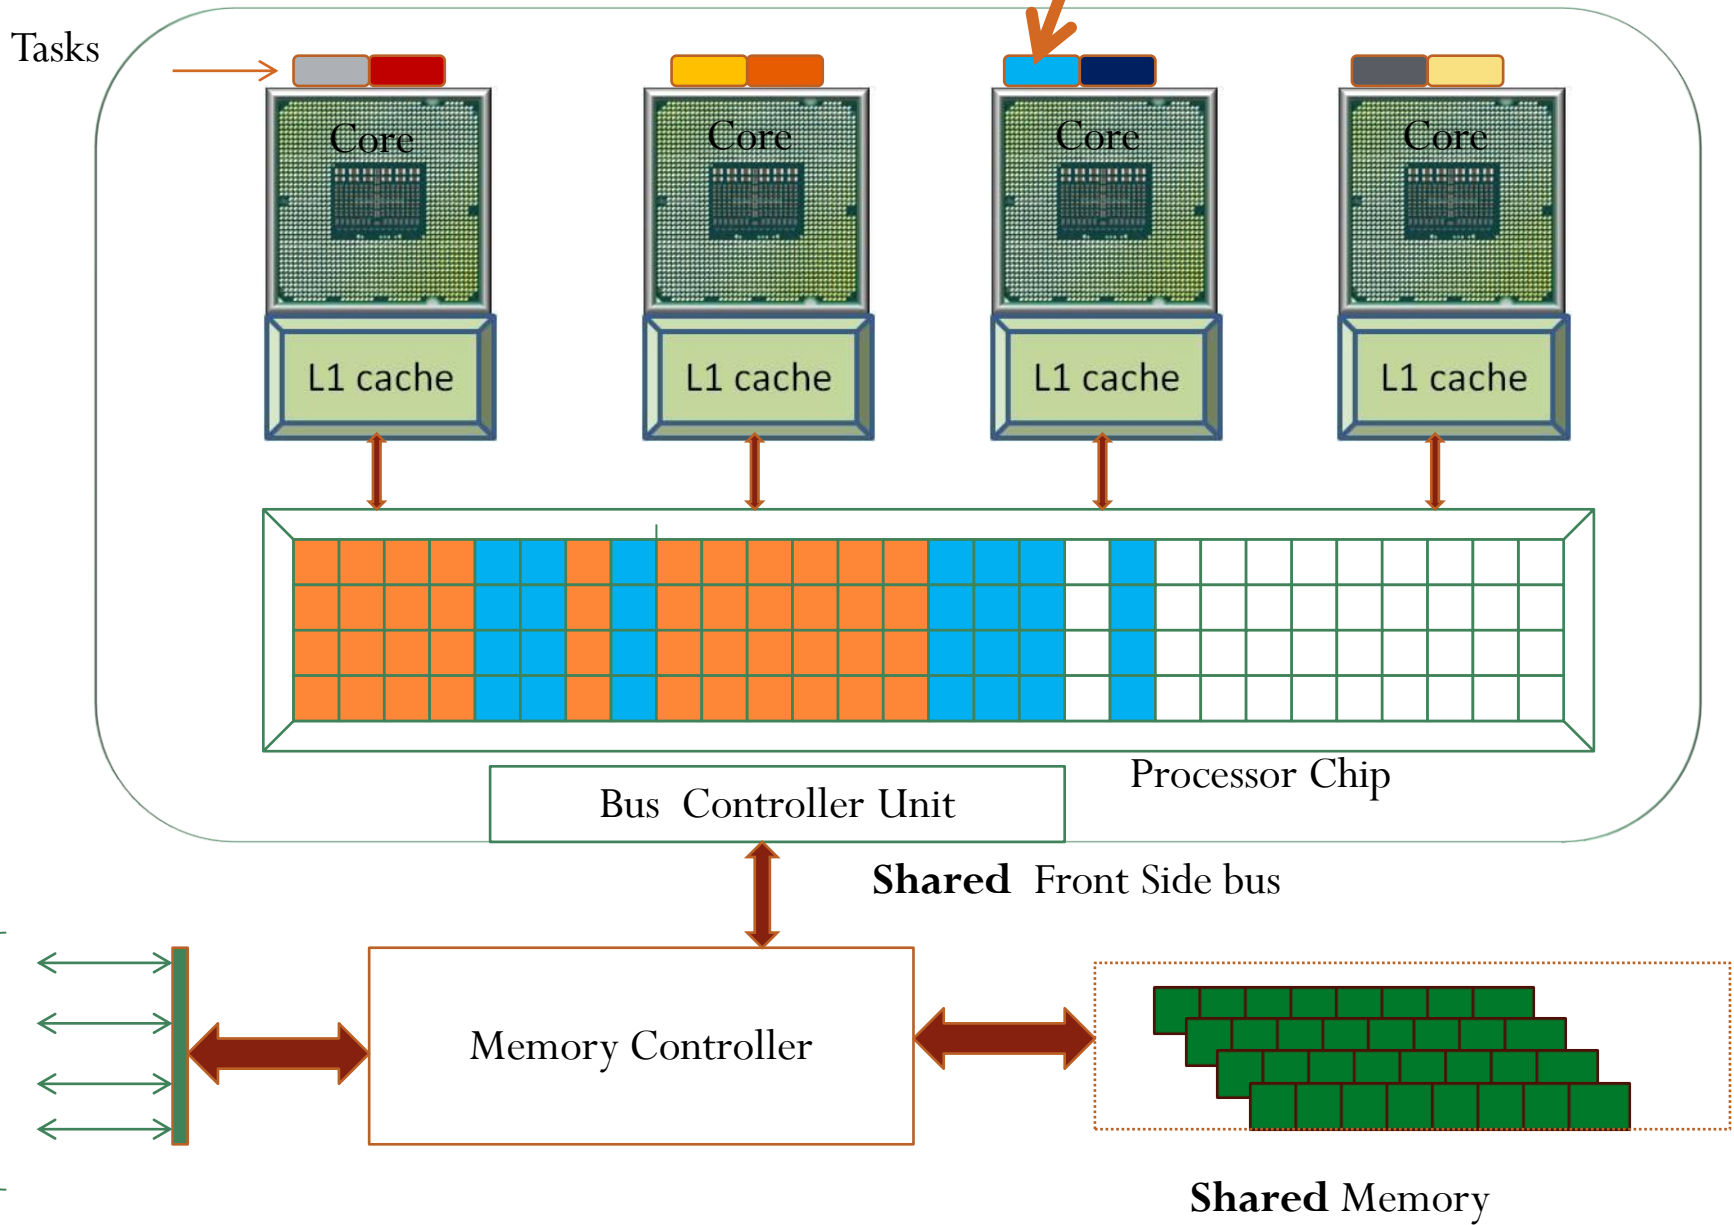 Tasks
Core
Core
Core
Core
L1 cache
L1 cache
L1 cache
L1 cache
Processor Chip
Bus Controller Unit
Shared Front Side bus
Memory Controller
Shared Memory